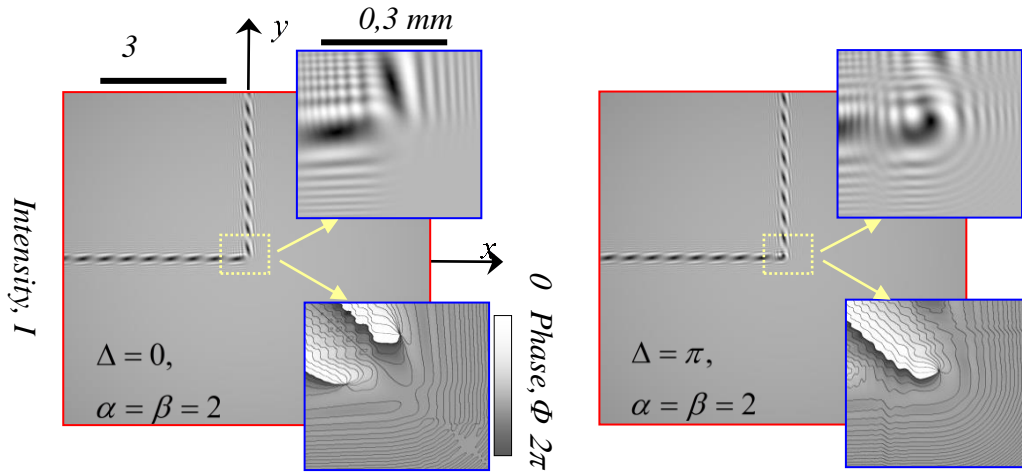 y
0,3 mm
3
Intensity, I
x
0 Phase, Φ 2π
Δ = 0,
α = β = 2
Δ = π,
α = β = 2